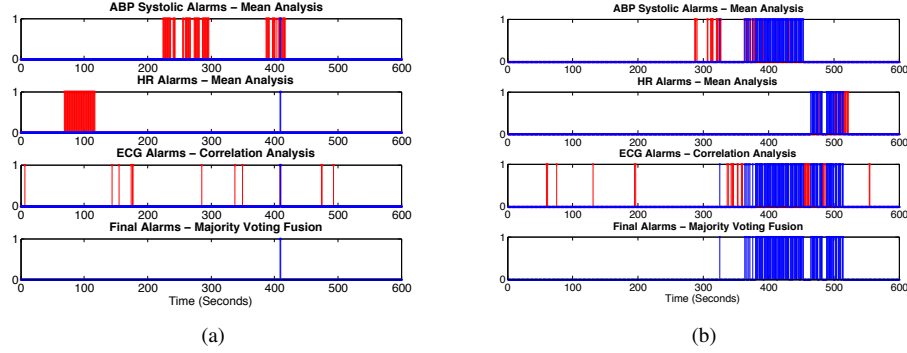 ABP Systolic Alarms – Mean Analysis
1
0
0 100 200 300 400 500 600
HR Alarms – Mean Analysis
1
0
0 100 200 300 400 500 600
ECG Alarms – Correlation Analysis
1
0
0 100 200 300 400 500 600
Final Alarms – Majority Voting Fusion
1
0
0 100 200 300 400 500 600
Time (Seconds)
(a)
ABP Systolic Alarms – Mean Analysis
1
0
0 100 200 300 400 500 600
HR Alarms – Mean Analysis
1
0
0 100 200 300 400 500 600
ECG Alarms – Correlation Analysis
1
0
0 100 200 300 400 500 600
Final Alarms – Majority Voting Fusion
1
0
0 100 200 300 400 500 600
Time (Seconds)
(b)